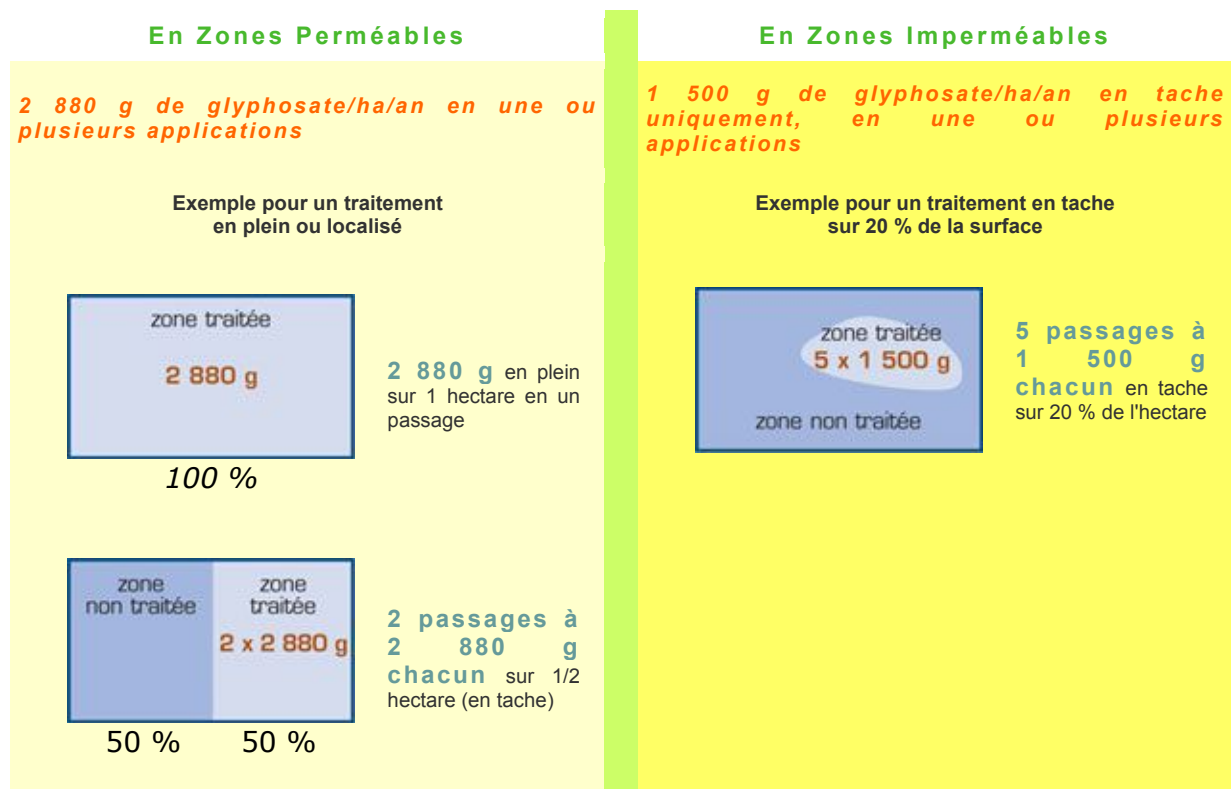 En Zones Perméables
2 880 g de glyphosate/ha/an en une ou
plusieurs applications
Exemple pour un traitement
en plein ou localisé
zone traitée
2 880 g
100 %
2 880 g en plein
sur 1 hectare en un
passage
zone
non traitée
zone
traitée
2 x 2 880 g
50 %
50 %
2 passages à
2 880 g
chacun sur 1/2
hectare (en tache)
En Zones Imperméables
1 500 g de glyphosate/ha/an en tache
uniquement, en une ou plusieurs
applications
Exemple pour un traitement en tache
sur 20 % de la surface
zone traitée
5 x 1 500 g
zone non traitée
5 passages à
1 500 g
chacun en tache
sur 20 % de l'hectare